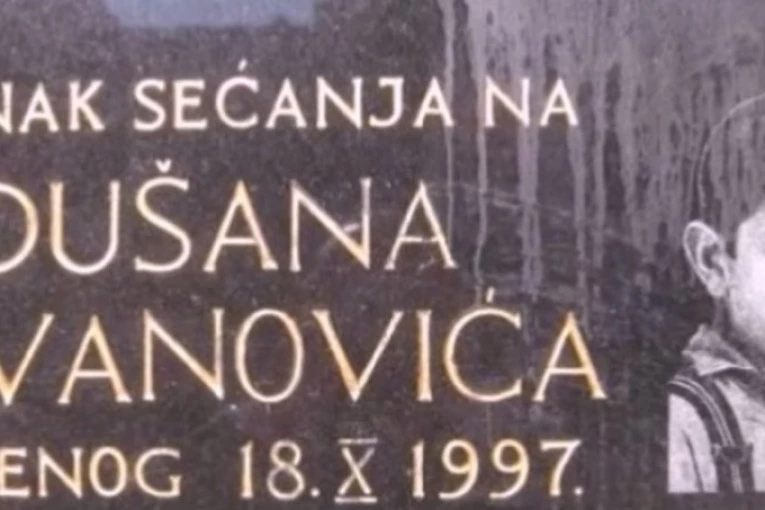 NAK SEĆANJA NA
DUŠANA
VANOVIĆA
ENOG 18. X 1997.